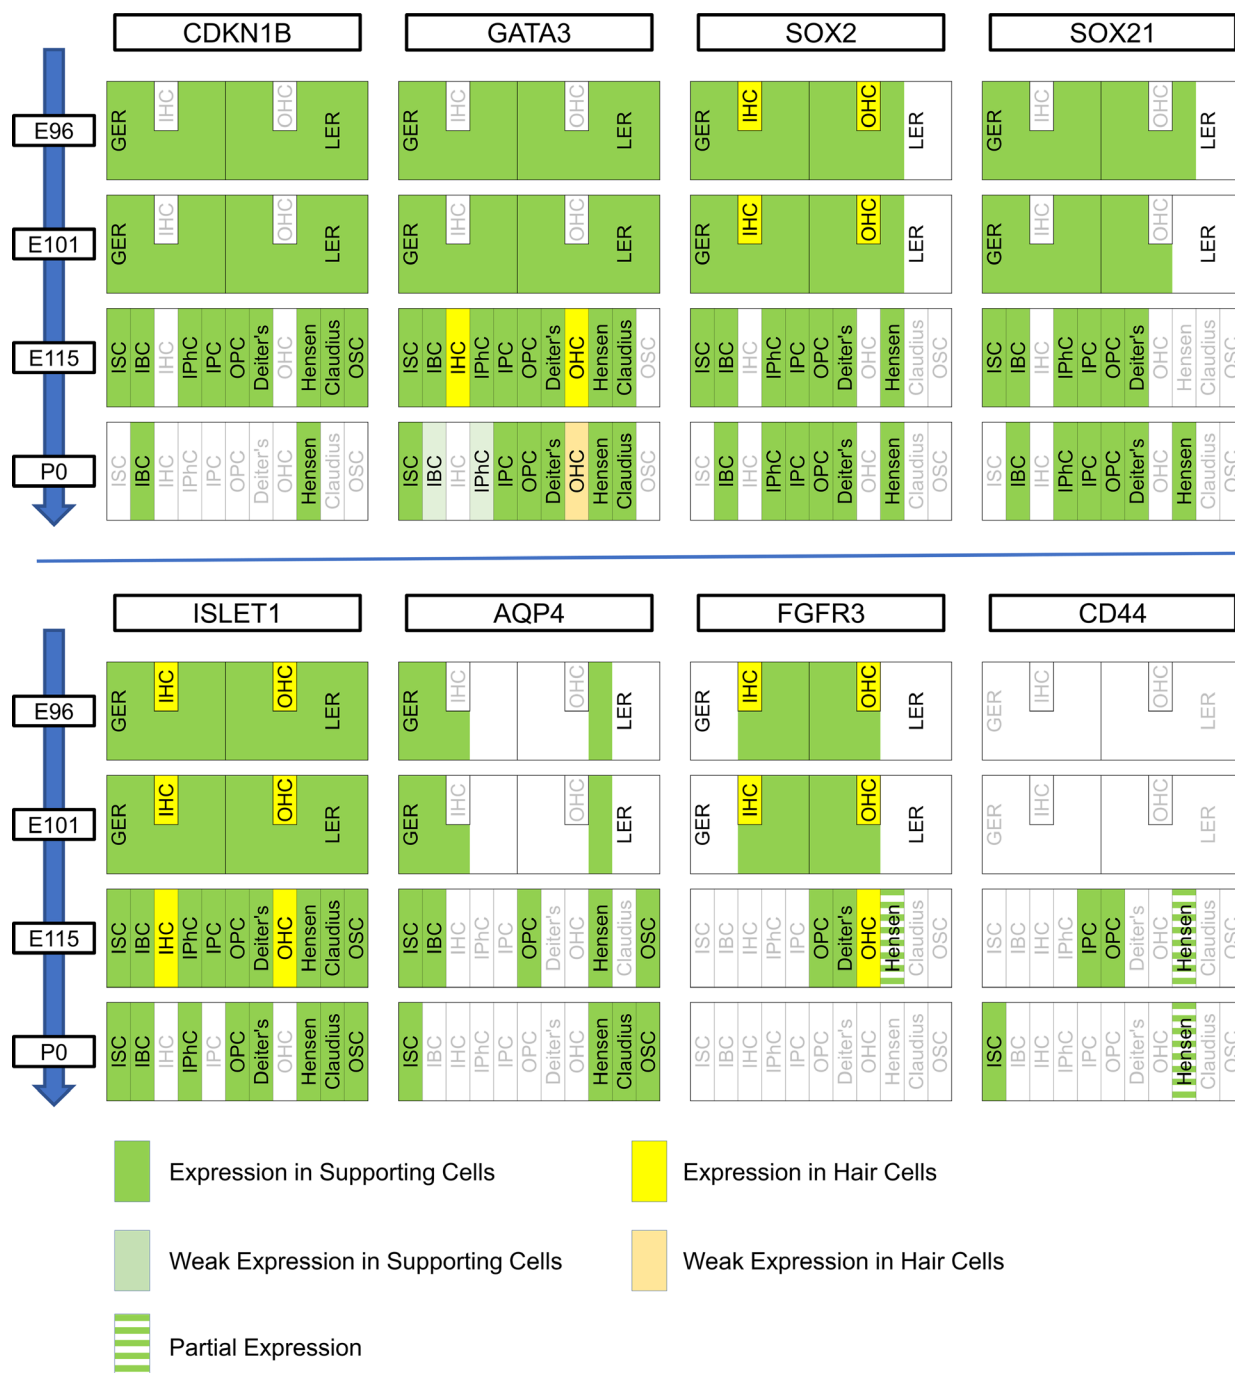 CDKN1B GATA3 SOX2 SOX21
E96 GER IHC OHC LER GER IHC OHC LER GER IHC OHC LER GER IHC OHC LER
E101 GER IHC OHC LER GER IHC OHC LER GER IHC OHC LER GER IHC OHC LER
E115 ISC IBC IHC IPhC IPC OPC Deiter's OHC Hensen Claudius OSC ISC IBC IHC IPhC IPC OPC Deiter's OHC Hensen Claudius OSC ISC IBC IHC IPhC IPC OPC Deiter's OHC Hensen Claudius OSC ISC IBC IHC IPhC IPC OPC Deiter's OHC Hensen Claudius OSC
P0 ISC IBC IHC IPhC IPC OPC Deiter's OHC Hensen Claudius OSC ISC IBC IHC IPhC IPC OPC Deiter's OHC Hensen Claudius OSC ISC IBC IHC IPhC IPC OPC Deiter's OHC Hensen Claudius OSC ISC IBC IHC IPhC IPC OPC Deiter's OHC Hensen Claudius OSC
ISLET1 AQP4 FGFR3 CD44
E96 GER IHC OHC LER GER IHC OHC LER GER IHC OHC LER GER IHC OHC LER
E101 GER IHC OHC LER GER IHC OHC LER GER IHC OHC LER GER IHC OHC LER
E115 ISC IBC IHC IPhC IPC OPC Deiter's OHC Hensen Claudius OSC ISC IBC IHC IPhC IPC OPC Deiter's OHC Hensen Claudius OSC ISC IBC IHC IPhC IPC OPC Deiter's OHC Hensen Claudius OSC ISC IBC IHC IPhC IPC OPC Deiter's OHC Hensen Claudius OSC
P0 ISC IBC IHC IPhC IPC OPC Deiter's OHC Hensen Claudius OSC ISC IBC IHC IPhC IPC OPC Deiter's OHC Hensen Claudius OSC ISC IBC IHC IPhC IPC OPC Deiter's OHC Hensen Claudius OSC ISC IBC IHC IPhC IPC OPC Deiter's OHC Hensen Claudius OSC
Expression in Supporting Cells Expression in Hair Cells
Weak Expression in Supporting Cells Weak Expression in Hair Cells
Partial Expression